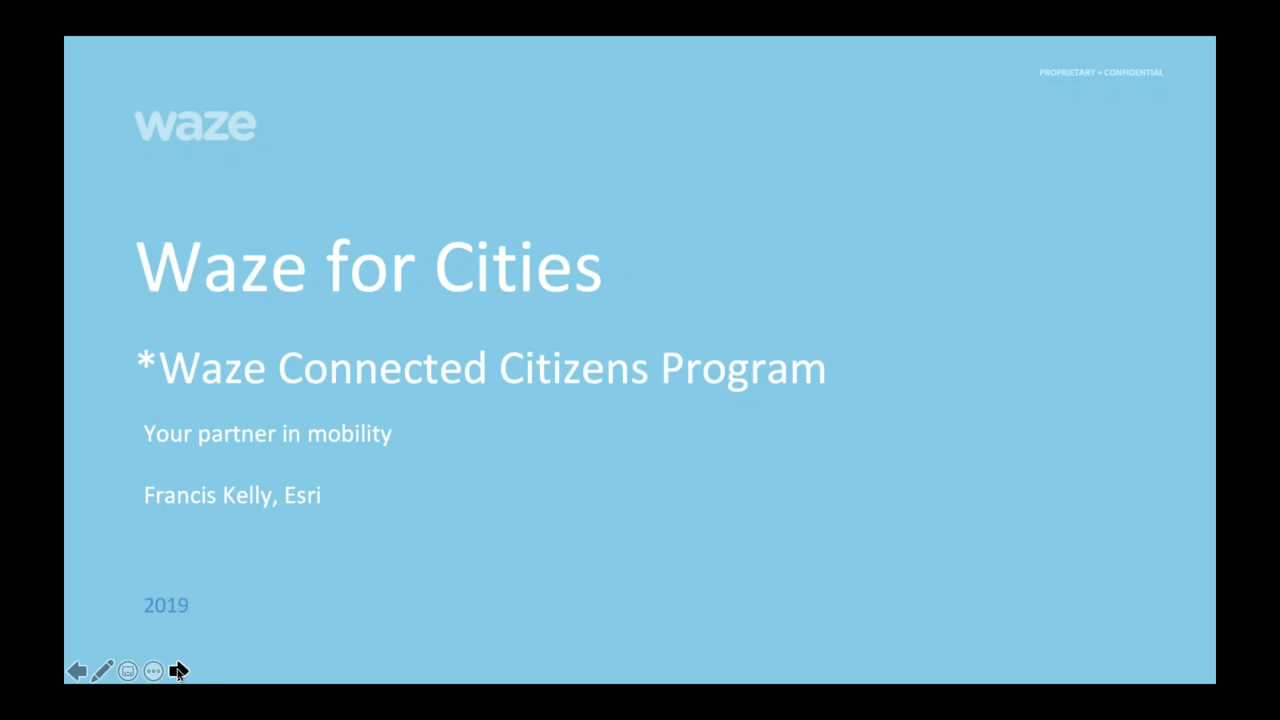 PROPRIETARY + CONFIDENTIAL
waze
Waze for Cities
*Waze Connected Citizens Program
Your partner in mobility
Francis Kelly, Esri
2019